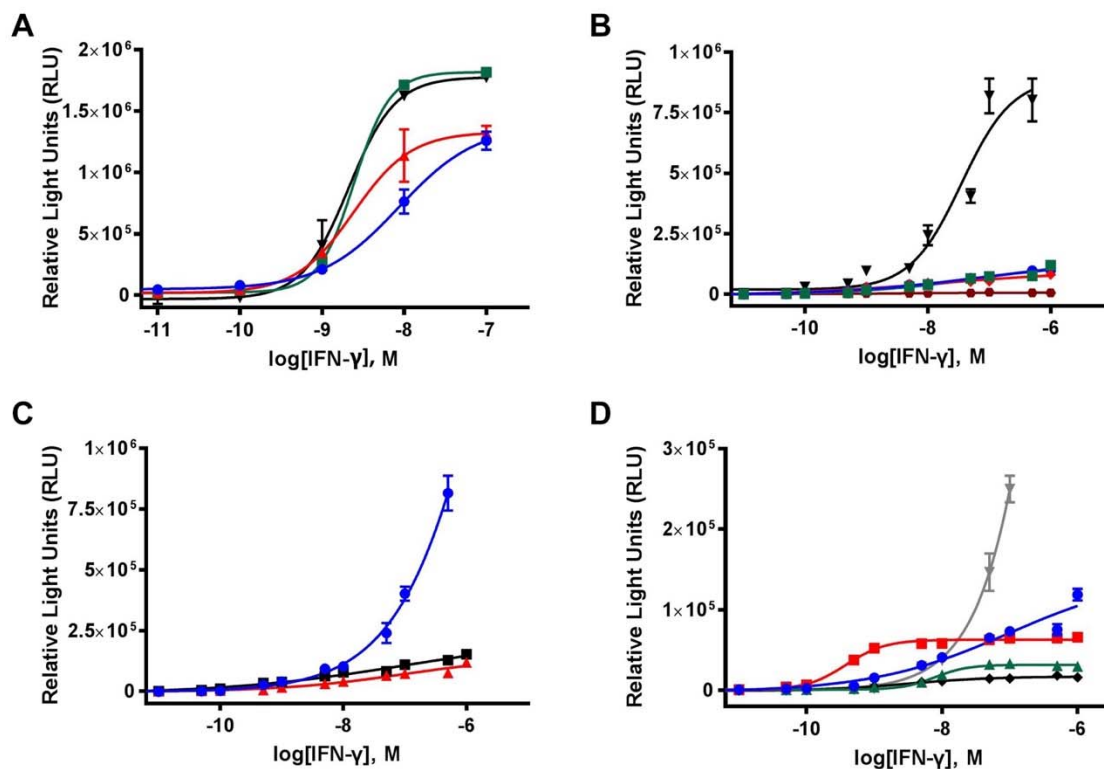 A
Relative Light Units (RLU)
2×10⁶
1.5×10⁶
1×10⁶
5×10⁵
0
-11 -10 -9 -8 -7
log[IFN-γ], M
B
Relative Light Units (RLU)
1×10⁶
7.5×10⁵
5×10⁵
2.5×10⁵
0
-10 -8 -6
log[IFN-γ], M
C
Relative Light Units (RLU)
1×10⁶
7.5×10⁵
5×10⁵
2.5×10⁵
0
-10 -8 -6
log[IFN-γ], M
D
Relative Light Units (RLU)
3×10⁵
2×10⁵
1×10⁵
0
-10 -8 -6
log[IFN-γ], M